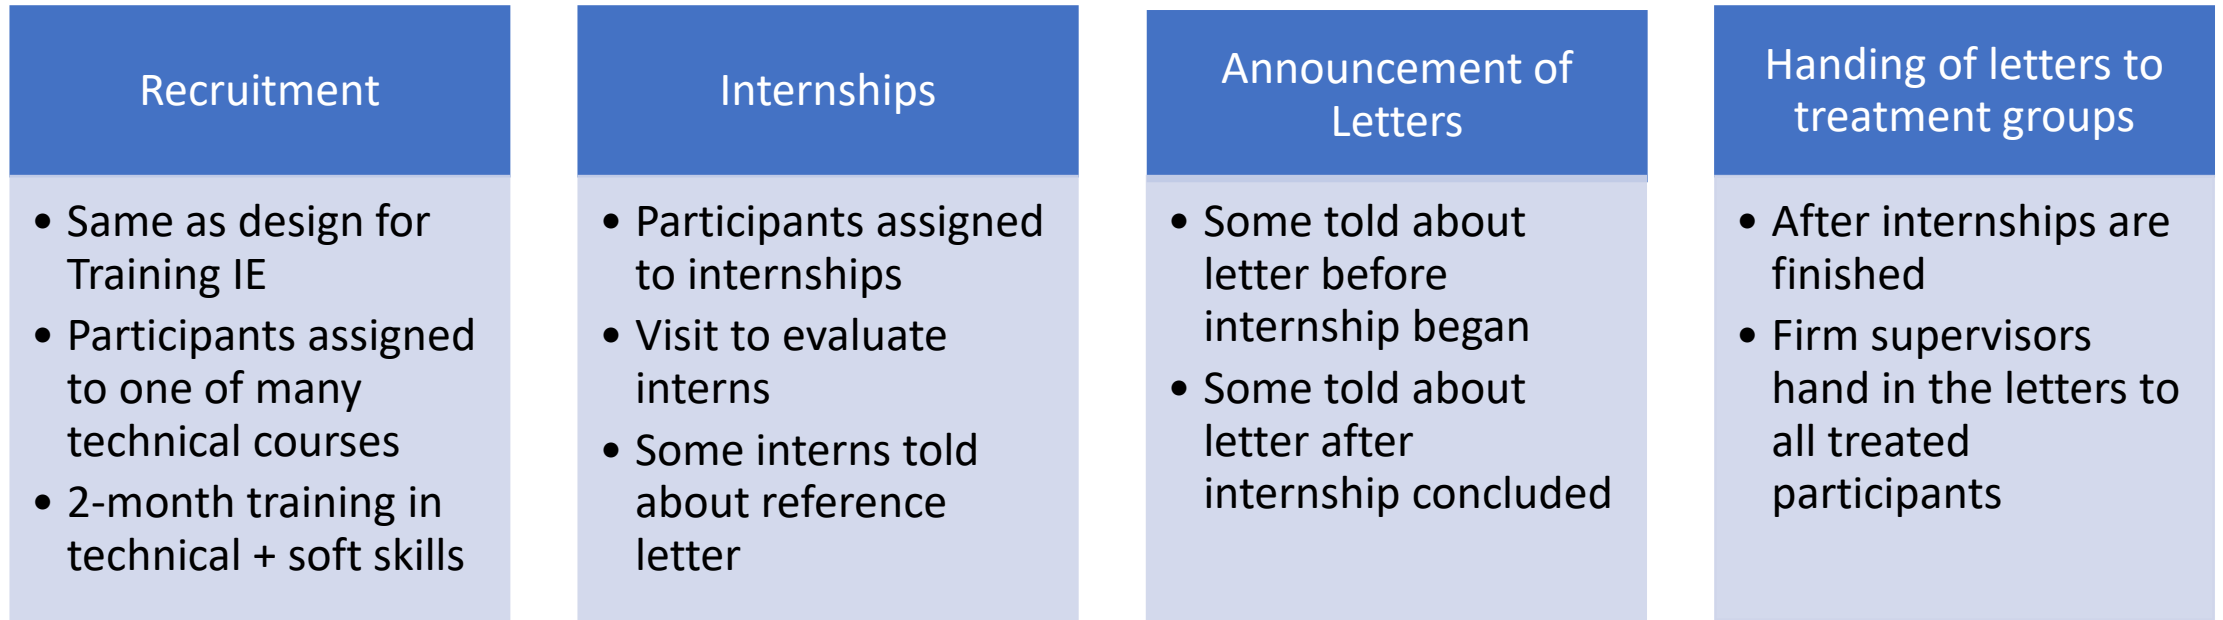 Recruitment
• Same as design for
Training IE
• Participants assigned
to one of many
technical courses
• 2-month training in
technical + soft skills
Internships
• Participants assigned
to internships
• Visit to evaluate
interns
• Some interns told
about reference
letter
Announcement of
Letters
• Some told about
letter before
internship began
• Some told about
letter after
internship concluded
Handing of letters to
treatment groups
• After internships are
finished
• Firm supervisors
hand in the letters to
all treated
participants